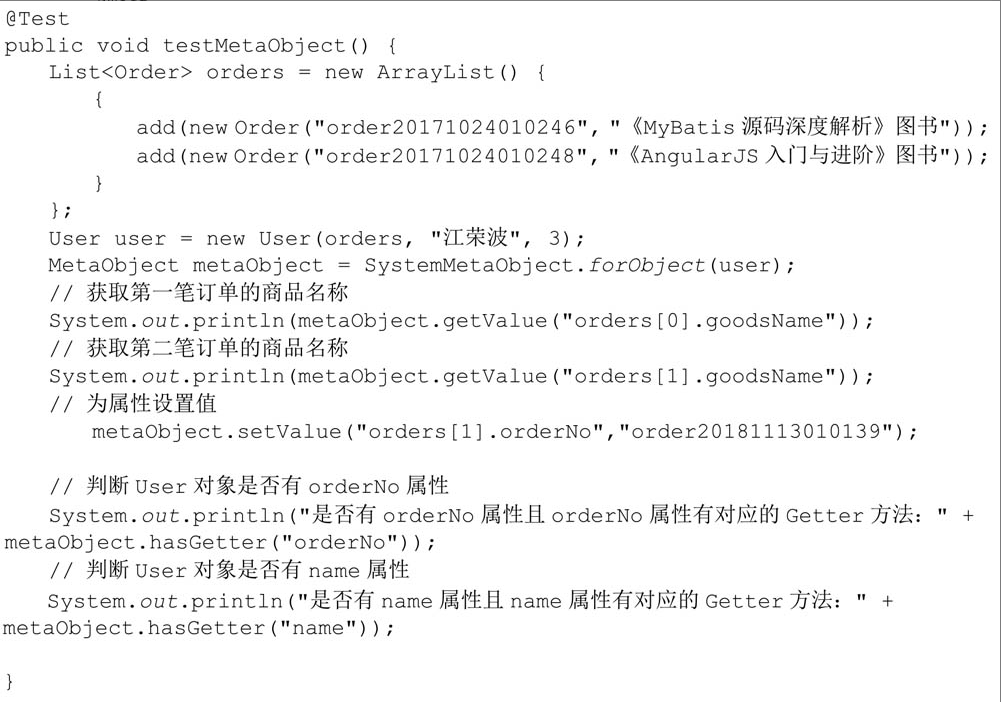 @Test
public void testMetaObject() {
    List<Order> orders = new ArrayList() {
        {
            add(new Order("order20171024010246", "《MyBatis 源码深度解析》图书"));
            add(new Order("order20171024010248", "《AngularJS 入门与进阶》图书"));
        }
    };
    User user = new User(orders, "江荣波", 3);
    MetaObject metaObject = SystemMetaObject.forObject(user);
    // 获取第一笔订单的商品名称
    System.out.println(metaObject.getValue("orders[0].goodsName"));
    // 获取第二笔订单的商品名称
    System.out.println(metaObject.getValue("orders[1].goodsName"));
    // 为属性设置值
        metaObject.setValue("orders[1].orderNo","order20181113010139");
    // 判断 User 对象是否有 orderNo 属性
    System.out.println("是否有 orderNo 属性且 orderNo 属性有对应的 Getter 方法：" +
metaObject.hasGetter("orderNo"));
    // 判断 User 对象是否有 name 属性
    System.out.println("是否有 name 属性且 name 属性有对应的 Getter 方法：" +
metaObject.hasGetter("name"));
}